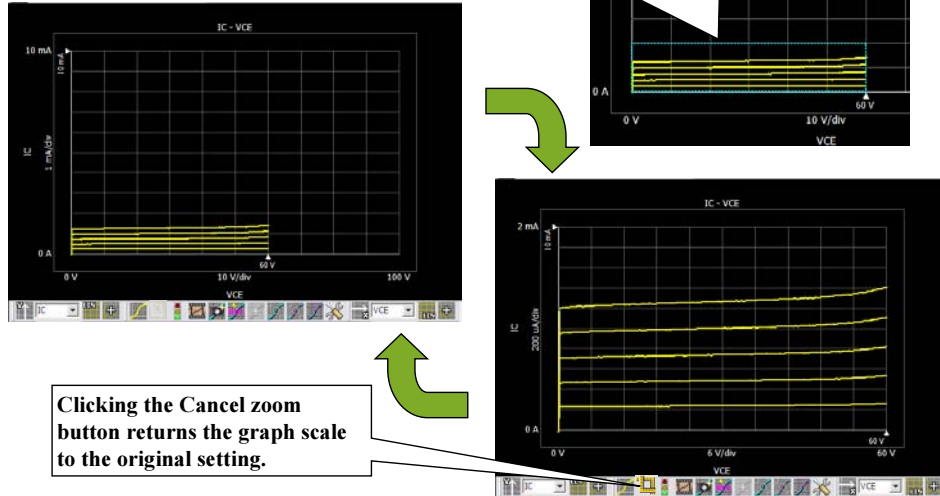 IC - VCE
10 mA
10 mA
IC
1 mA/div
0 A
60 V
0 V
10 V/div
100 V
VCE
IC
VCE
0 A
60 V
0 V
10 V/div
VCE
IC - VCE
2 mA
10 mA
IC
200 uA/div
0 A
60 V
0 V
6 V/div
60 V
VCE
IC
VCE
Clicking the Cancel zoom
button returns the graph scale
to the original setting.